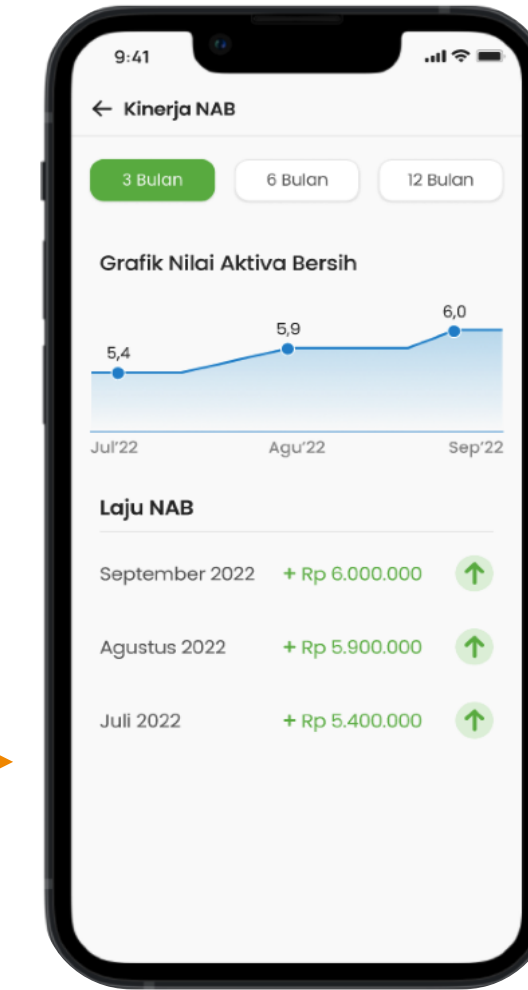 9:41
← Kinerja NAB
3 Bulan 6 Bulan 12 Bulan
Grafik Nilai Aktiva Bersih
5,4 5,9 6,0
Jul'22 Agu'22 Sep'22
Laju NAB
September 2022 + Rp 6.000.000
Agustus 2022 + Rp 5.900.000
Juli 2022 + Rp 5.400.000